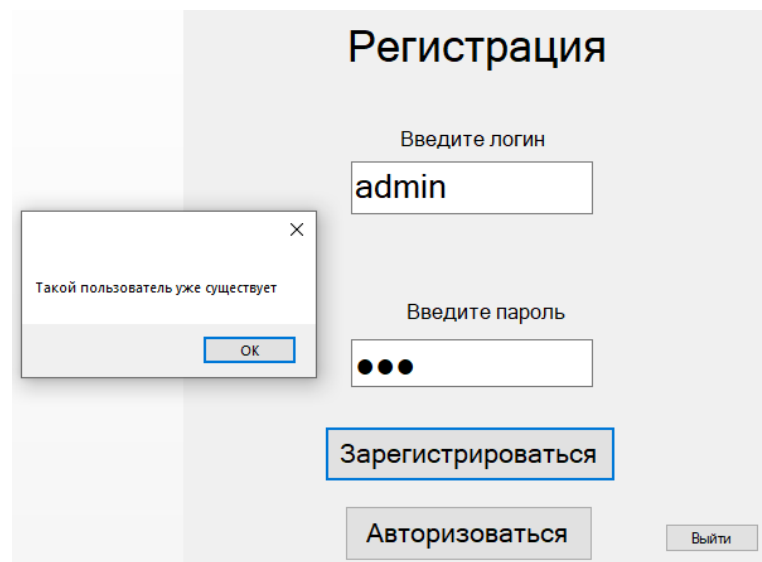 Регистрация
Введите логин
admin
Такой пользователь уже существует
OK
Введите пароль
●●●
Зарегистрироваться
Авторизоваться
Выйти